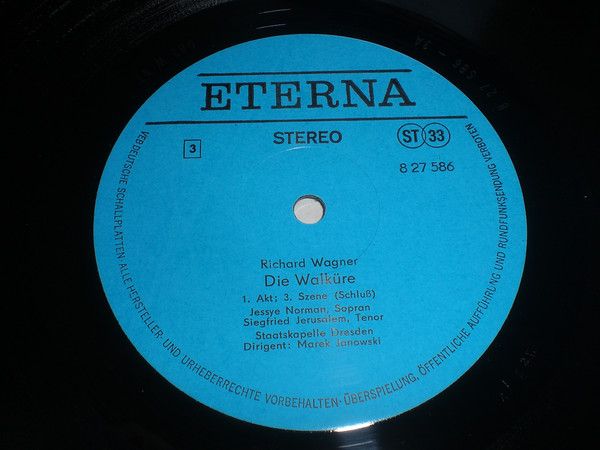 ETERNA
STEREO
ST 33
3
8 27 586
Richard Wagner
Die Walküre
1. Akt; 3. Szene (Schluß)
Jessye Norman, Sopran
Siegfried Jerusalem, Tenor
Staatskapelle Dresden
Dirigent: Marek Janowski
VEB DEUTSCHE SCHALLPLATTEN · ALLE HERSTELLER- UND URHEBERRECHTE VORBEHALTEN · ÜBERSPIELUNG, ÖFFENTLICHE AUFFÜHRUNG UND RUNDFUNKSENDUNG VERBOTEN